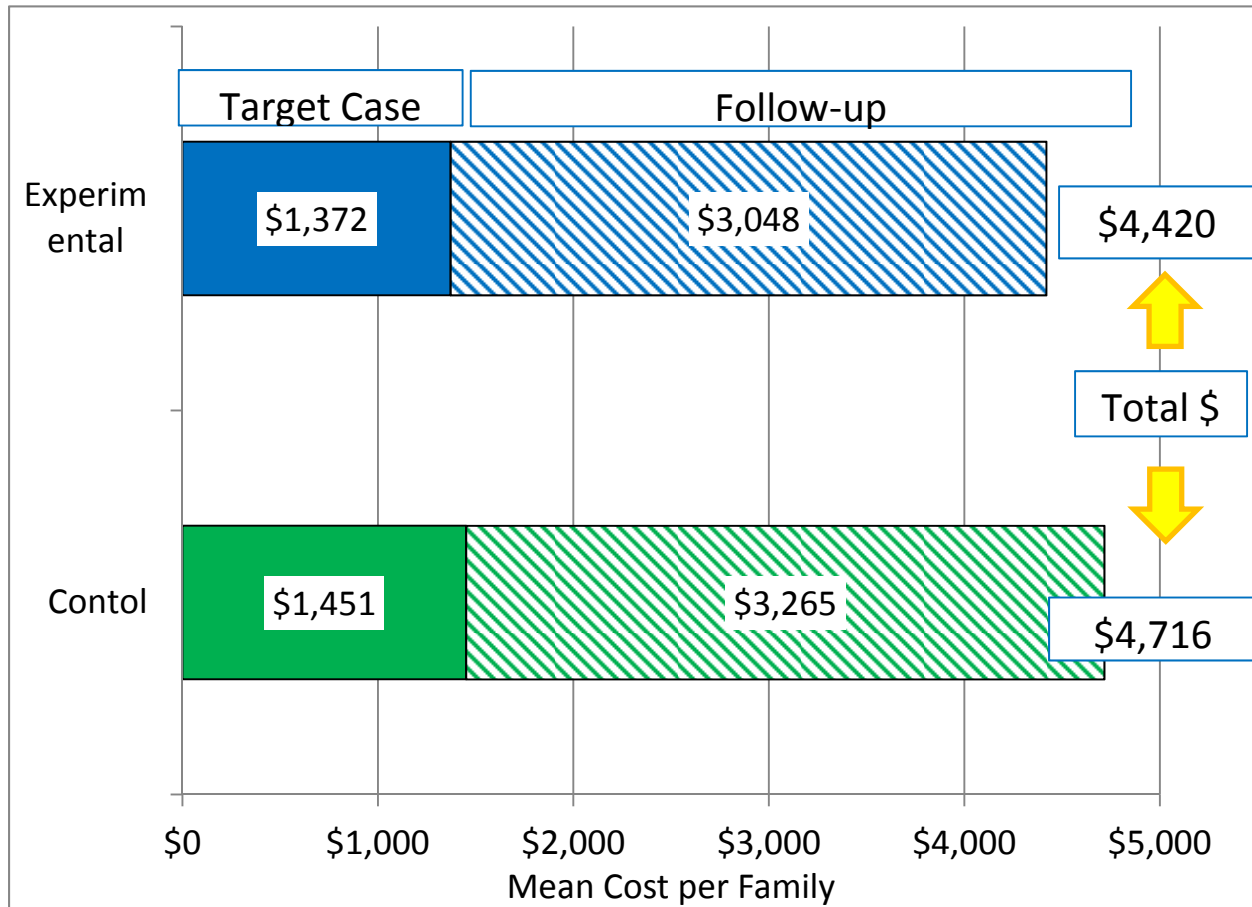 Target Case
Follow-up
Experim
ental
$1,372
$3,048
$4,420
Total $
Contol
$1,451
$3,265
$4,716
$0
$1,000
$2,000
$3,000
$4,000
$5,000
Mean Cost per Family